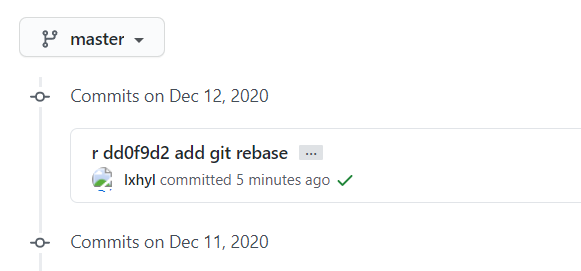 master
Commits on Dec 12, 2020
r dd0f9d2 add git rebase ...
lxhyl committed 5 minutes ago
Commits on Dec 11, 2020